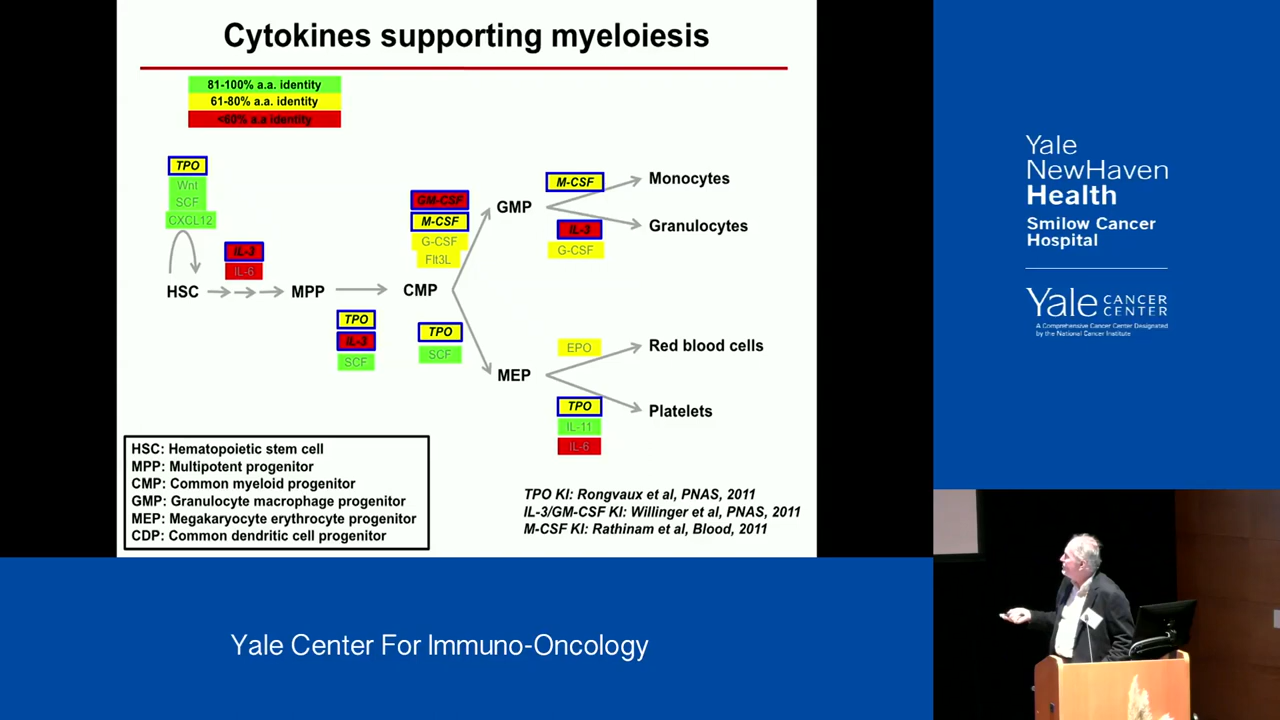 Cytokines supporting myeloiesis
81-100% a.a. identity
61-80% a.a. identity
<60% a.a identity
TPO
Wnt
SCF
CXCL12
IL-3
IL-6
HSC
MPP
TPO
IL-3
SCF
GM-CSF
M-CSF
G-CSF
Flt3L
CMP
TPO
SCF
GMP
M-CSF
IL-3
G-CSF
Monocytes
Granulocytes
MEP
EPO
TPO
IL-11
IL-6
Red blood cells
Platelets
HSC: Hematopoietic stem cell
MPP: Multipotent progenitor
CMP: Common myeloid progenitor
GMP: Granulocyte macrophage progenitor
MEP: Megakaryocyte erythrocyte progenitor
CDP: Common dendritic cell progenitor
TPO KI: Rongvaux et al, PNAS, 2011
IL-3/GM-CSF KI: Willinger et al, PNAS, 2011
M-CSF KI: Rathinam et al, Blood, 2011
Yale
NewHaven
Health
Smilow Cancer
Hospital
Yale CANCER
CENTER
A Comprehensive Cancer Center Designated
by the National Cancer Institute
Yale Center For Immuno-Oncology